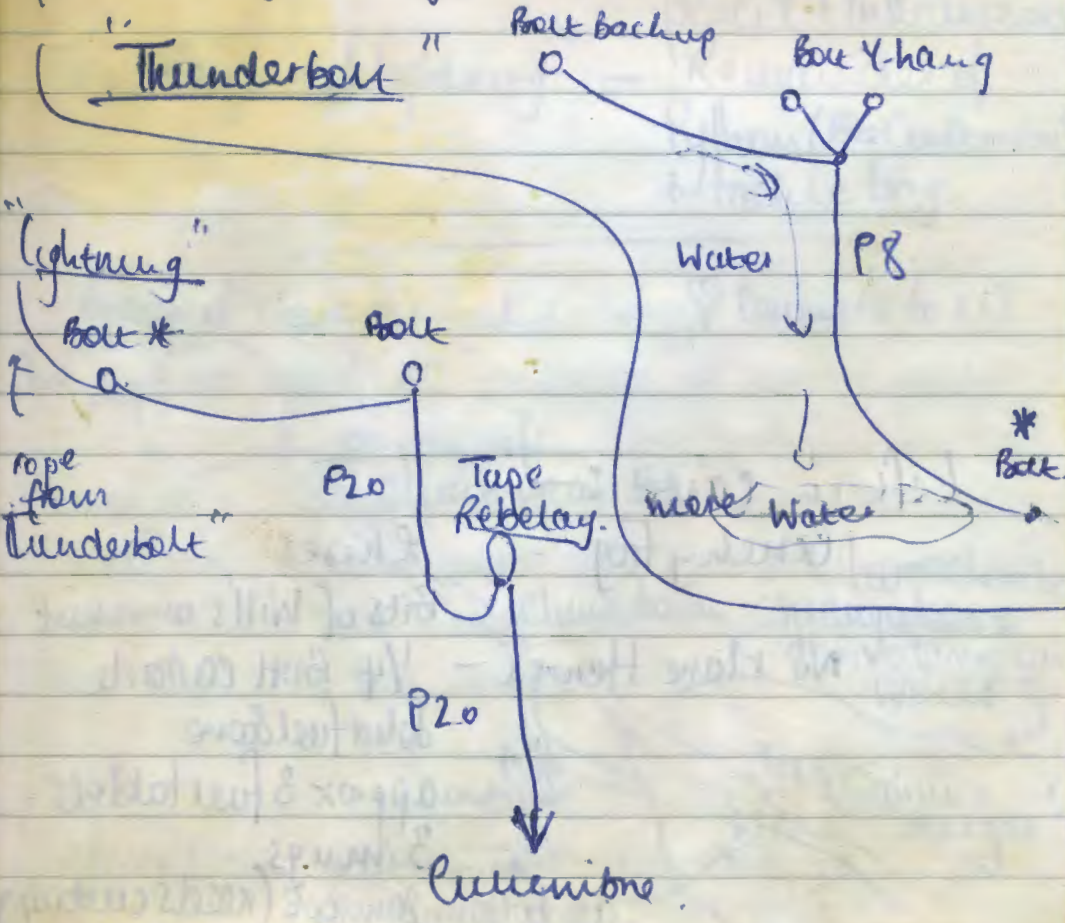 "Thunderbolt"
Bolt Backup
Bolt Y-hang
Water
P8
"Lightning"
Bolt *
Bolt
rope
from
Thunderbolt"
P20
Tape
Rebelay.
more Water
*
Bolt.
P20